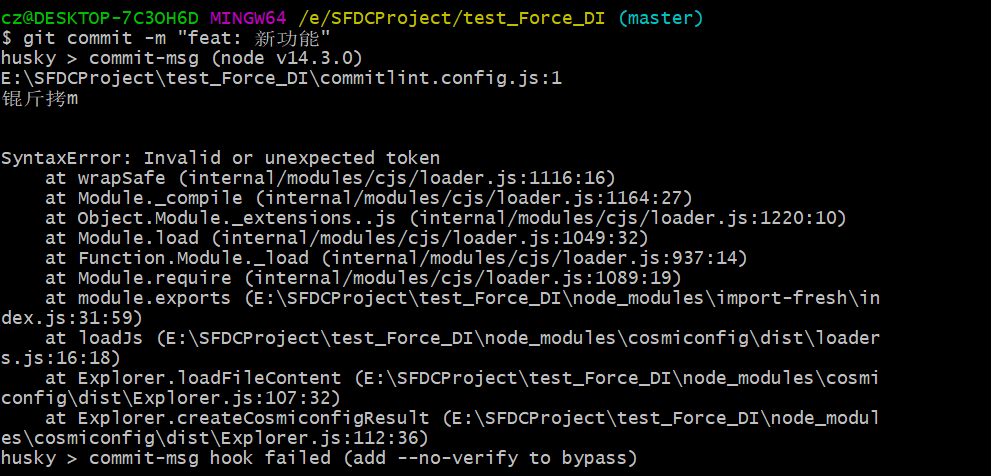 cz@DESKTOP-7C3OH6D MINGW64 /e/SFDCProject/test_Force_DI (master)
$ git commit -m "feat: 新功能"
husky > commit-msg (node v14.3.0)
E:\SFDCProject\test_Force_DI\commitlint.config.js:1
锟斤拷m
SyntaxError: Invalid or unexpected token
    at wrapSafe (internal/modules/cjs/loader.js:1116:16)
    at Module._compile (internal/modules/cjs/loader.js:1164:27)
    at Object.Module._extensions..js (internal/modules/cjs/loader.js:1220:10)
    at Module.load (internal/modules/cjs/loader.js:1049:32)
    at Function.Module._load (internal/modules/cjs/loader.js:937:14)
    at Module.require (internal/modules/cjs/loader.js:1089:19)
    at module.exports (E:\SFDCProject\test_Force_DI\node_modules\import-fresh\in
dex.js:31:59)
    at loadJs (E:\SFDCProject\test_Force_DI\node_modules\cosmiconfig\dist\loader
s.js:16:18)
    at Explorer.loadFileContent (E:\SFDCProject\test_Force_DI\node_modules\cosmi
config\dist\Explorer.js:107:32)
    at Explorer.createCosmiconfigResult (E:\SFDCProject\test_Force_DI\node_modul
es\cosmiconfig\dist\Explorer.js:112:36)
husky > commit-msg hook failed (add --no-verify to bypass)